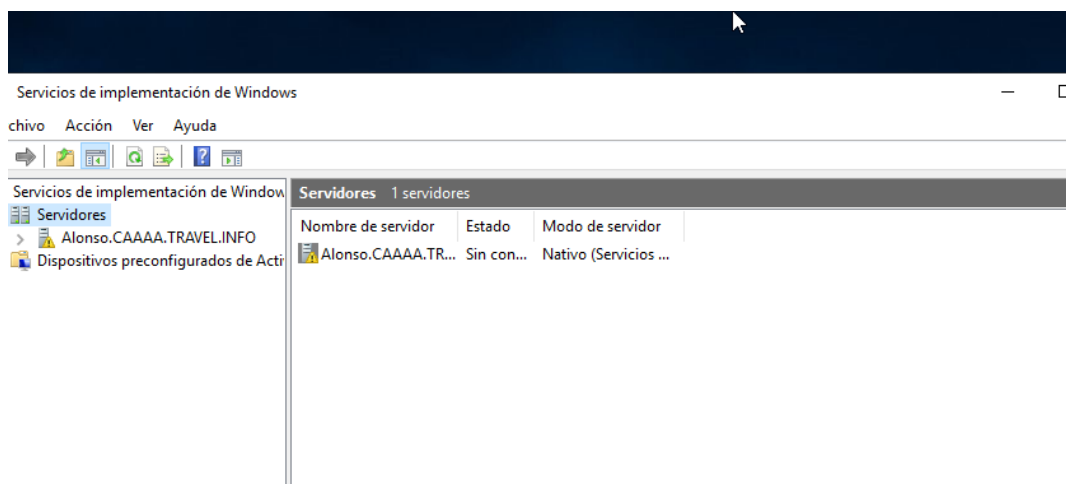 Servicios de implementación de Windows
chivo Acción Ver Ayuda
Servicios de implementación de Window
Servidores
Alonso.CAAAA.TRAVEL.INFO
Dispositivos preconfigurados de Acti
Servidores 1 servidores
Nombre de servidor Estado Modo de servidor
Alonso.CAAAA.TR... Sin con... Nativo (Servicios ...